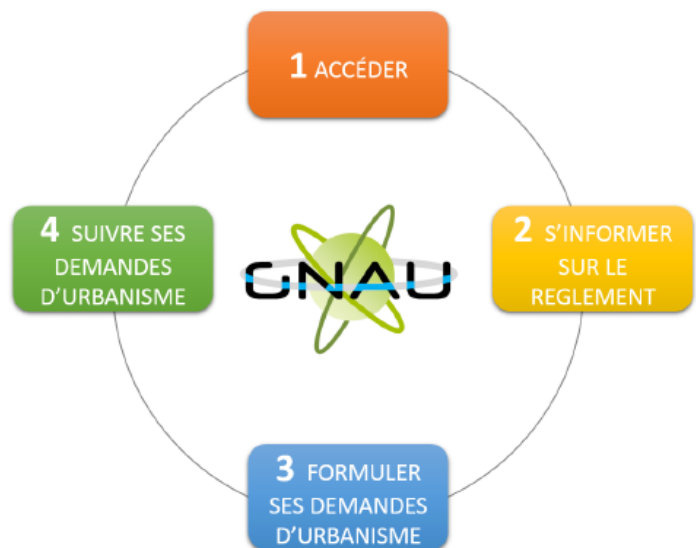 1 ACCÉDER
2 S'INFORMER
SUR LE
REGLEMENT
3 FORMULER
SES DEMANDES
D'URBANISME
4 SUIVRE SES
DEMANDES
D'URBANISME
GNAU